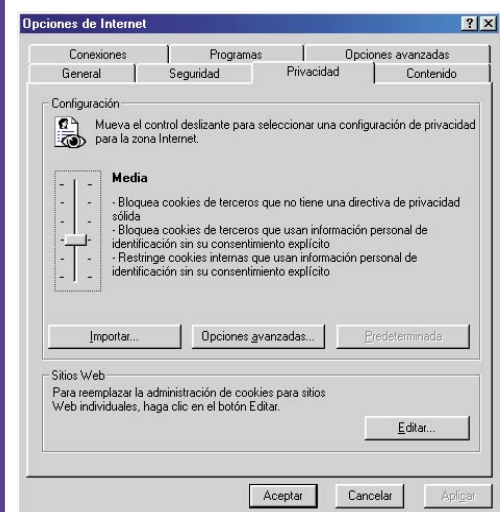 Opciones de Internet
Conexiones
Programas
Opciones avanzadas
General
Seguridad
Privacidad
Contenido
Configuración
Mueva el control deslizante para seleccionar una configuración de privacidad
para la zona Internet.
Media
- Bloquea cookies de terceros que no tiene una directiva de privacidad
sólida
- Bloquea cookies de terceros que usan información personal de
identificación sin su consentimiento explícito
- Restringe cookies internas que usan información personal de
identificación sin su consentimiento explícito
Importar...
Opciones avanzadas...
Predeterminada
Sitios Web
Para reemplazar la administración de cookies para sitios
Web individuales, haga clic en el botón Editar.
Editar...
Aceptar
Cancelar
Aplicar